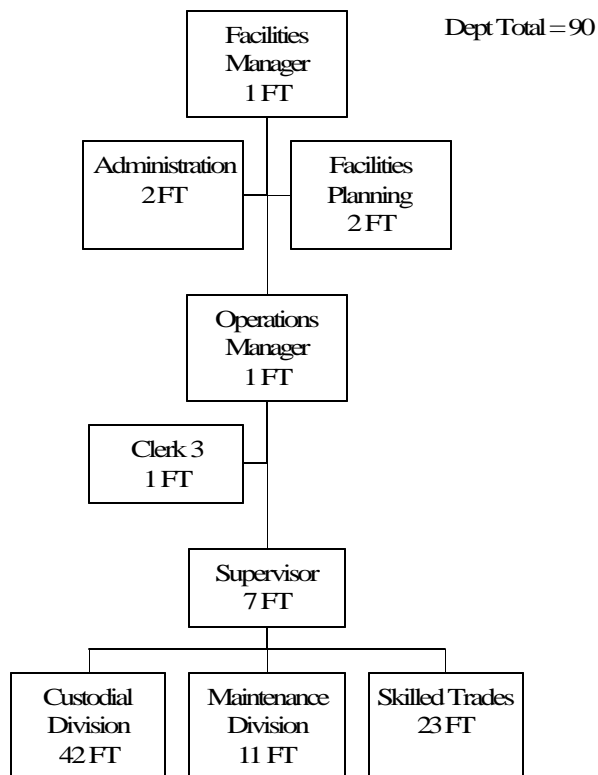 Dept Total = 90
Facilities
Manager
1 FT
Administration
2 FT
Facilities
Planning
2 FT
Operations
Manager
1 FT
Clerk 3
1 FT
Supervisor
7 FT
Custodial
Division
42 FT
Maintenance
Division
11 FT
Skilled Trades
23 FT